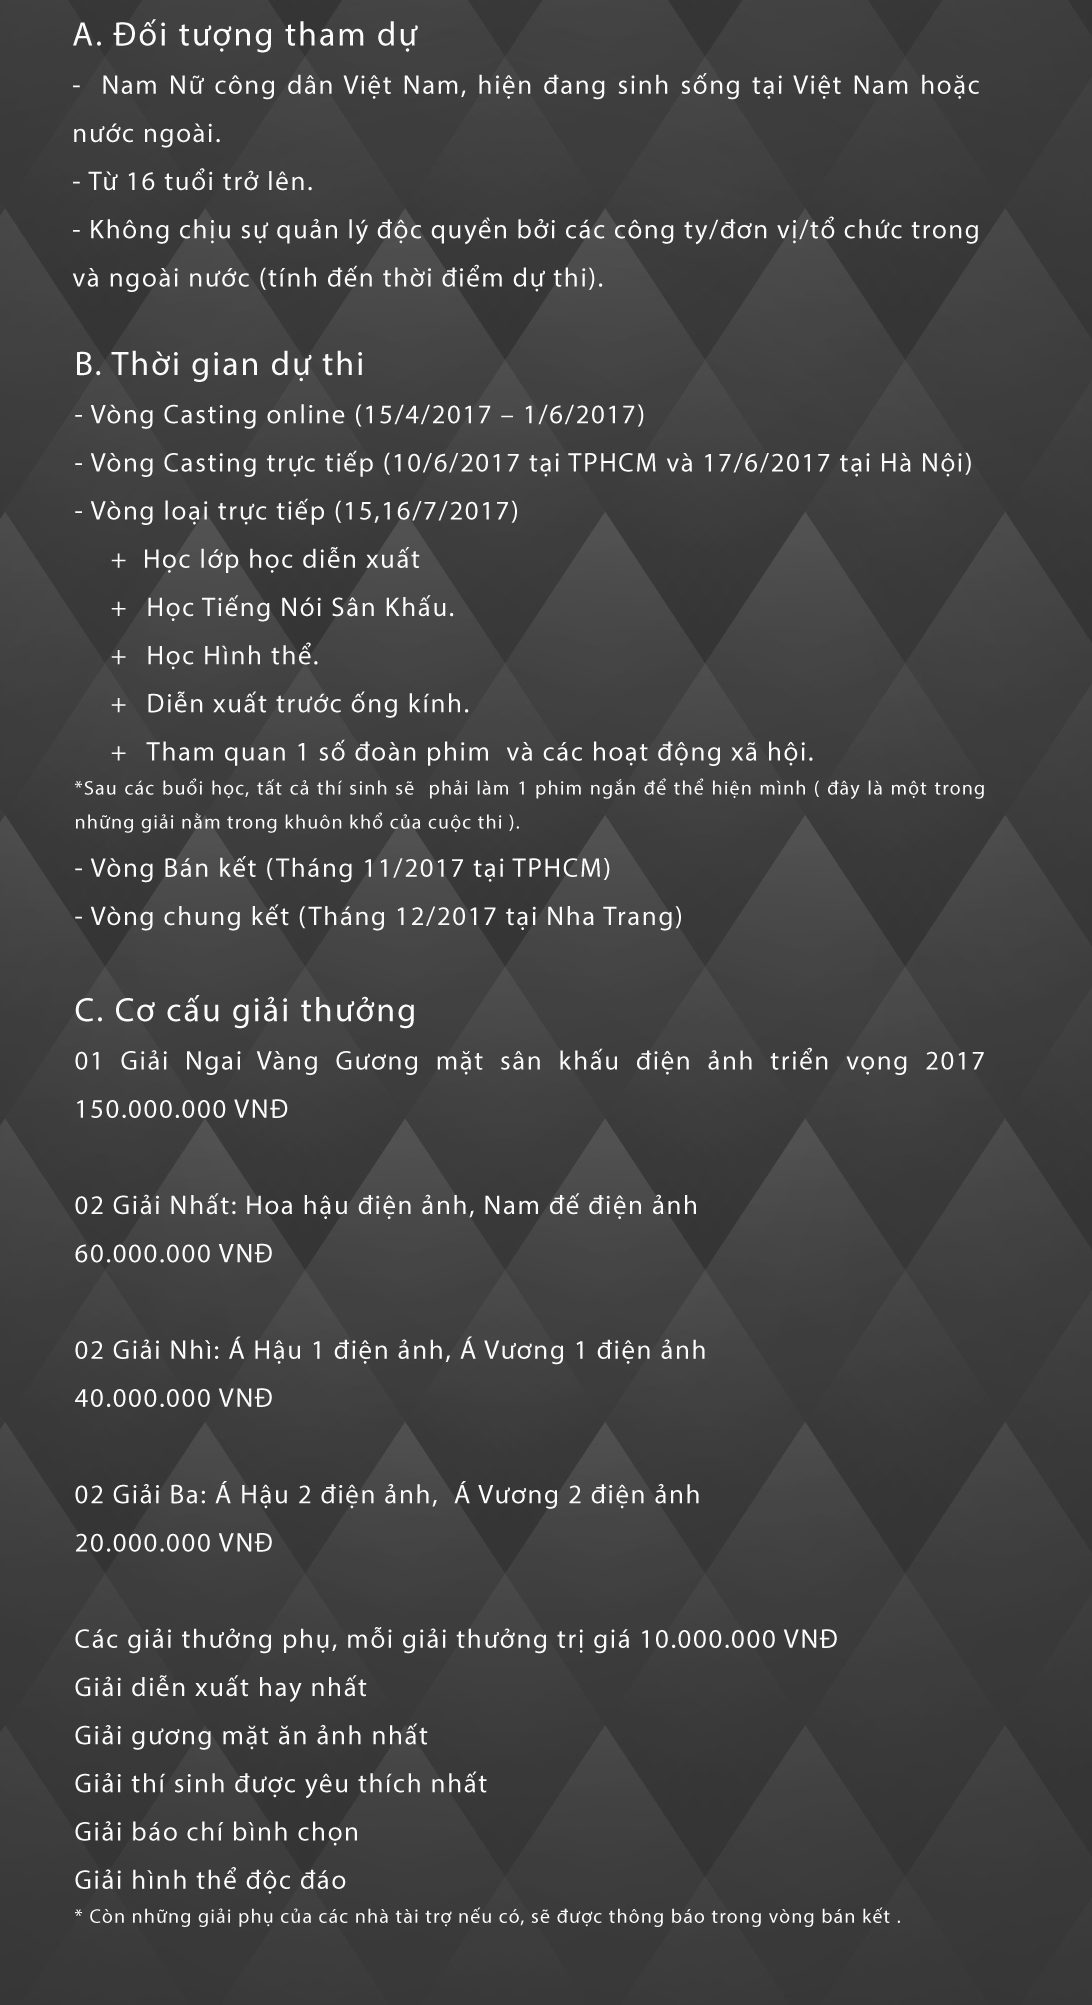 A. Đối tượng tham dự
- Nam Nữ công dân Việt Nam, hiện đang sinh sống tại Việt Nam hoặc
nước ngoài.
- Từ 16 tuổi trở lên.
- Không chịu sự quản lý độc quyền bởi các công ty/đơn vị/tổ chức trong
và ngoài nước (tính đến thời điểm dự thi).
B. Thời gian dự thi
- Vòng Casting online (15/4/2017 – 1/6/2017)
- Vòng Casting trực tiếp (10/6/2017 tại TPHCM và 17/6/2017 tại Hà Nội)
- Vòng loại trực tiếp (15,16/7/2017)
+ Học lớp học diễn xuất
+ Học Tiếng Nói Sân Khấu.
+ Học Hình thể.
+ Diễn xuất trước ống kính.
+ Tham quan 1 số đoàn phim và các hoạt động xã hội.
*Sau các buổi học, tất cả thí sinh sẽ phải làm 1 phim ngắn để thể hiện mình ( đây là một trong
những giải nằm trong khuôn khổ của cuộc thi ).
- Vòng Bán kết (Tháng 11/2017 tại TPHCM)
- Vòng chung kết (Tháng 12/2017 tại Nha Trang)
C. Cơ cấu giải thưởng
01 Giải Ngai Vàng Gương mặt sân khấu điện ảnh triển vọng 2017
150.000.000 VNĐ
02 Giải Nhất: Hoa hậu điện ảnh, Nam đế điện ảnh
60.000.000 VNĐ
02 Giải Nhì: Á Hậu 1 điện ảnh, Á Vương 1 điện ảnh
40.000.000 VNĐ
02 Giải Ba: Á Hậu 2 điện ảnh, Á Vương 2 điện ảnh
20.000.000 VNĐ
Các giải thưởng phụ, mỗi giải thưởng trị giá 10.000.000 VNĐ
Giải diễn xuất hay nhất
Giải gương mặt ăn ảnh nhất
Giải thí sinh được yêu thích nhất
Giải báo chí bình chọn
Giải hình thể độc đáo
* Còn những giải phụ của các nhà tài trợ nếu có, sẽ được thông báo trong vòng bán kết .